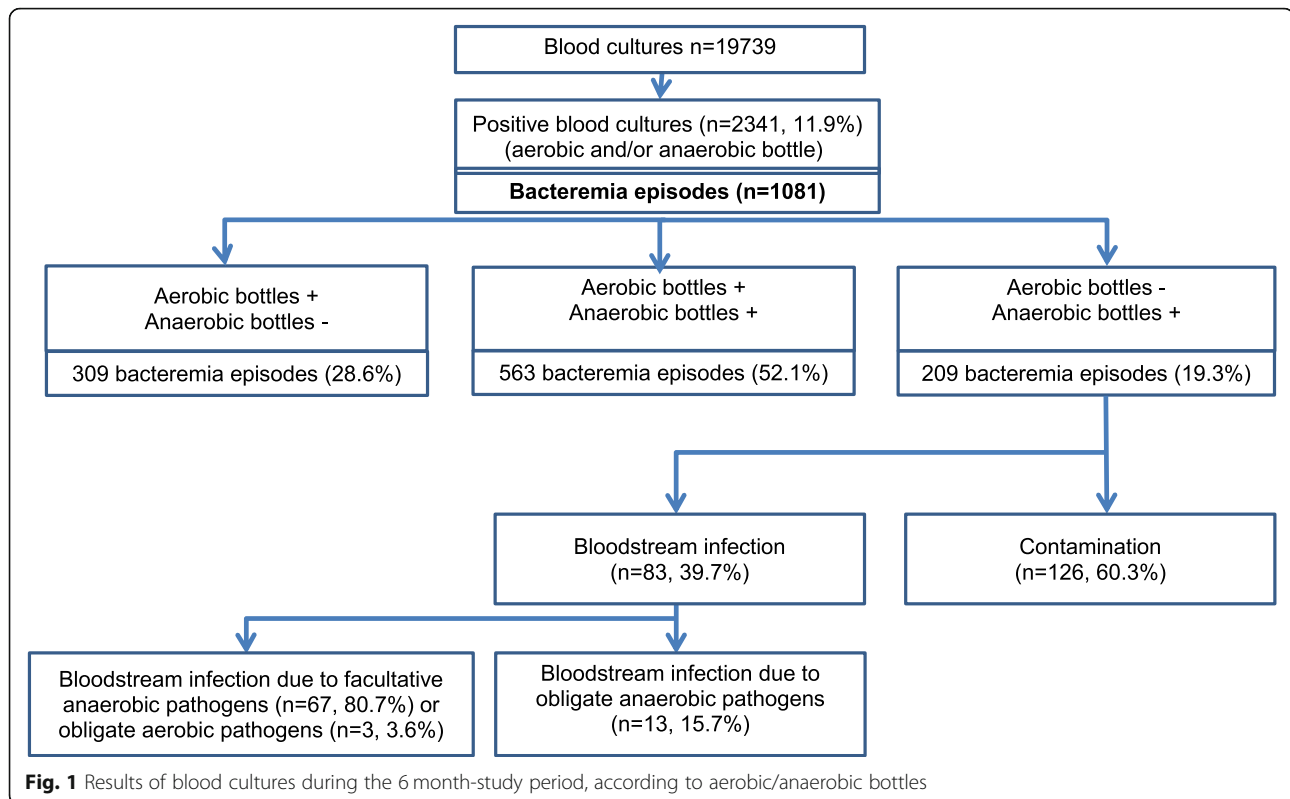 Blood cultures n=19739
Positive blood cultures (n=2341, 11.9%)
(aerobic and/or anaerobic bottle)
Bacteremia episodes (n=1081)
Aerobic bottles +
Anaerobic bottles -
309 bacteremia episodes (28.6%)
Aerobic bottles +
Anaerobic bottles +
563 bacteremia episodes (52.1%)
Aerobic bottles -
Anaerobic bottles +
209 bacteremia episodes (19.3%)
Bloodstream infection
(n=83, 39.7%)
Contamination
(n=126, 60.3%)
Bloodstream infection due to facultative
anaerobic pathogens (n=67, 80.7%) or
obligate aerobic pathogens (n=3, 3.6%)
Bloodstream infection due to
obligate anaerobic pathogens
(n=13, 15.7%)
Fig. 1 Results of blood cultures during the 6 month-study period, according to aerobic/anaerobic bottles